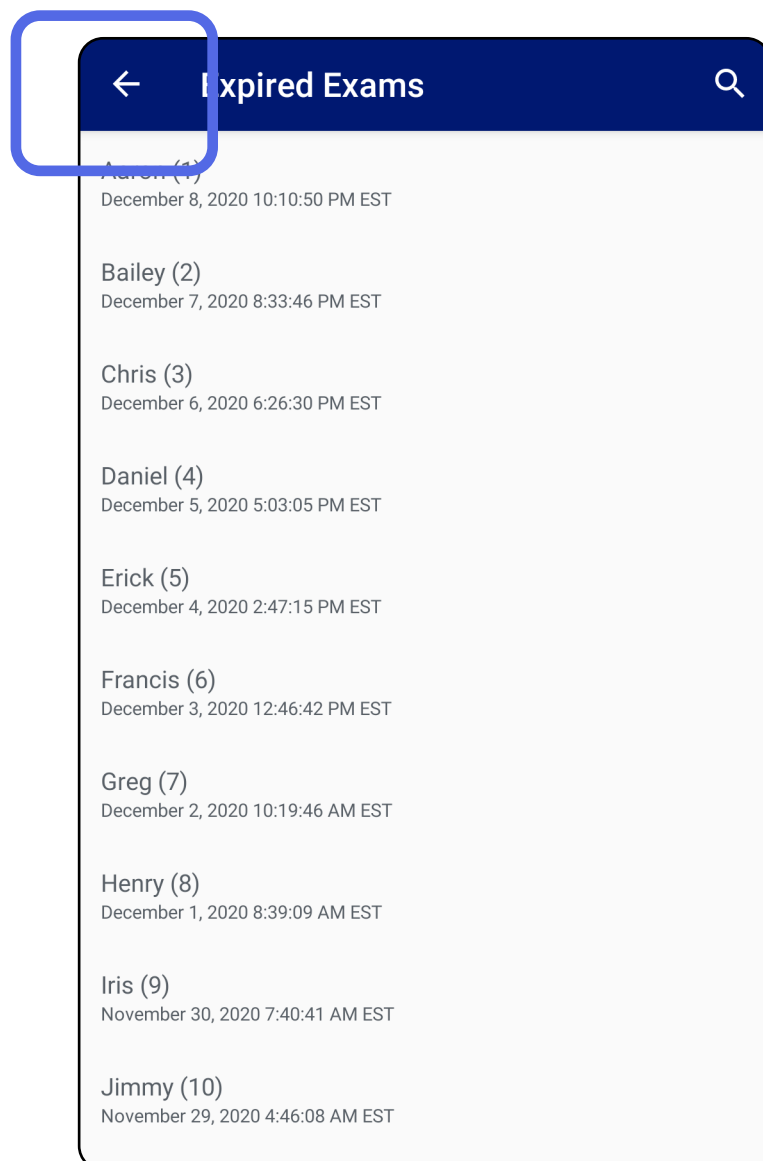 Expired Exams
Aaron (1)
December 8, 2020 10:10:50 PM EST
Bailey (2)
December 7, 2020 8:33:46 PM EST
Chris (3)
December 6, 2020 6:26:30 PM EST
Daniel (4)
December 5, 2020 5:03:05 PM EST
Erick (5)
December 4, 2020 2:47:15 PM EST
Francis (6)
December 3, 2020 12:46:42 PM EST
Greg (7)
December 2, 2020 10:19:46 AM EST
Henry (8)
December 1, 2020 8:39:09 AM EST
Iris (9)
November 30, 2020 7:40:41 AM EST
Jimmy (10)
November 29, 2020 4:46:08 AM EST